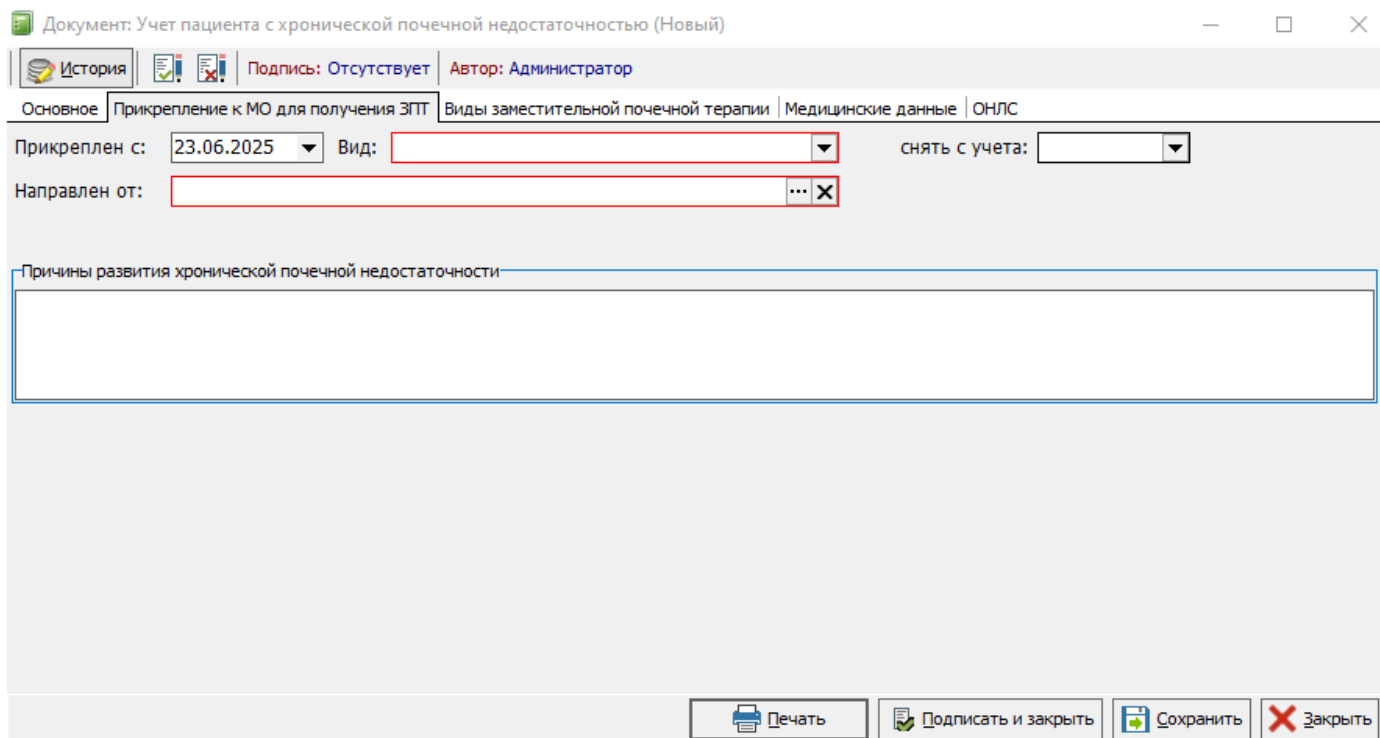 Документ: Учет пациента с хронической почечной недостаточностью (Новый)
История Подпись: Отсутствует Автор: Администратор
Основное Прикрепление к МО для получения ЗПТ Виды заместительной почечной терапии Медицинские данные ОНЛС
Прикреплен с: 23.06.2025 Вид: снять с учета:
Направлен от:
Причины развития хронической почечной недостаточности
Печать Подписать и закрыть Сохранить Закрыть